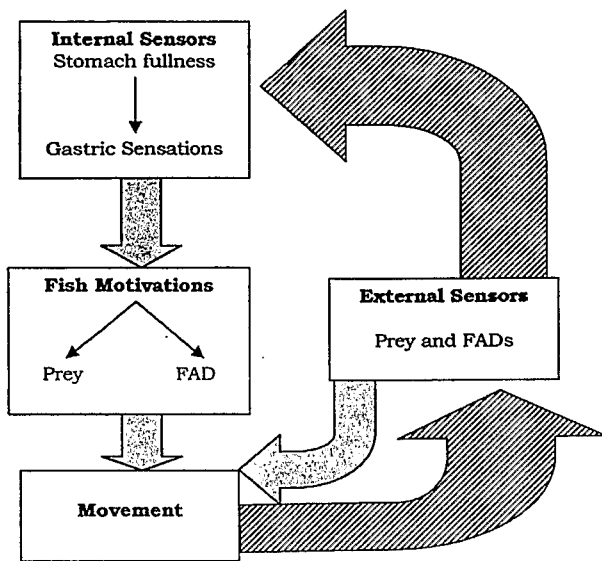 Internal Sensors
Stomach fullness
Gastric Sensations
Fish Motivations
Prey FAD
External Sensors
Prey and FADs
Movement